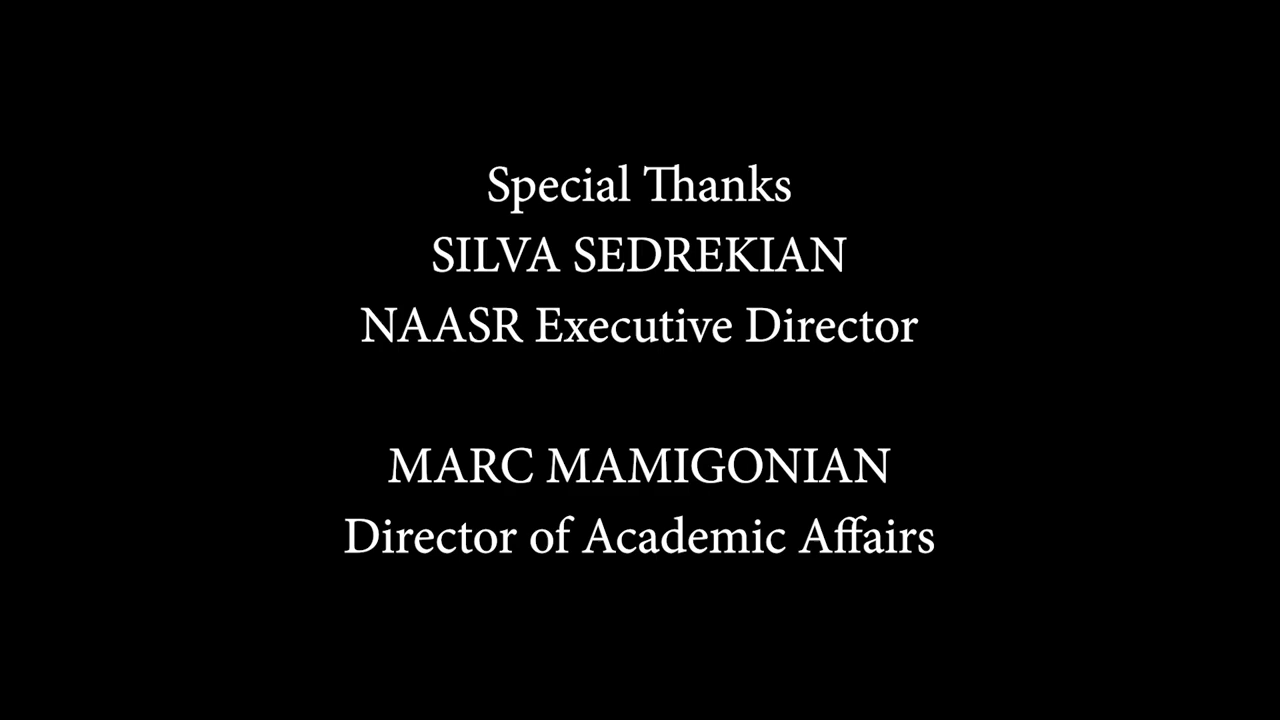 Special Thanks
SILVA SEDREKIAN
NAASR Executive Director
MARC MAMIGONIAN
Director of Academic Affairs